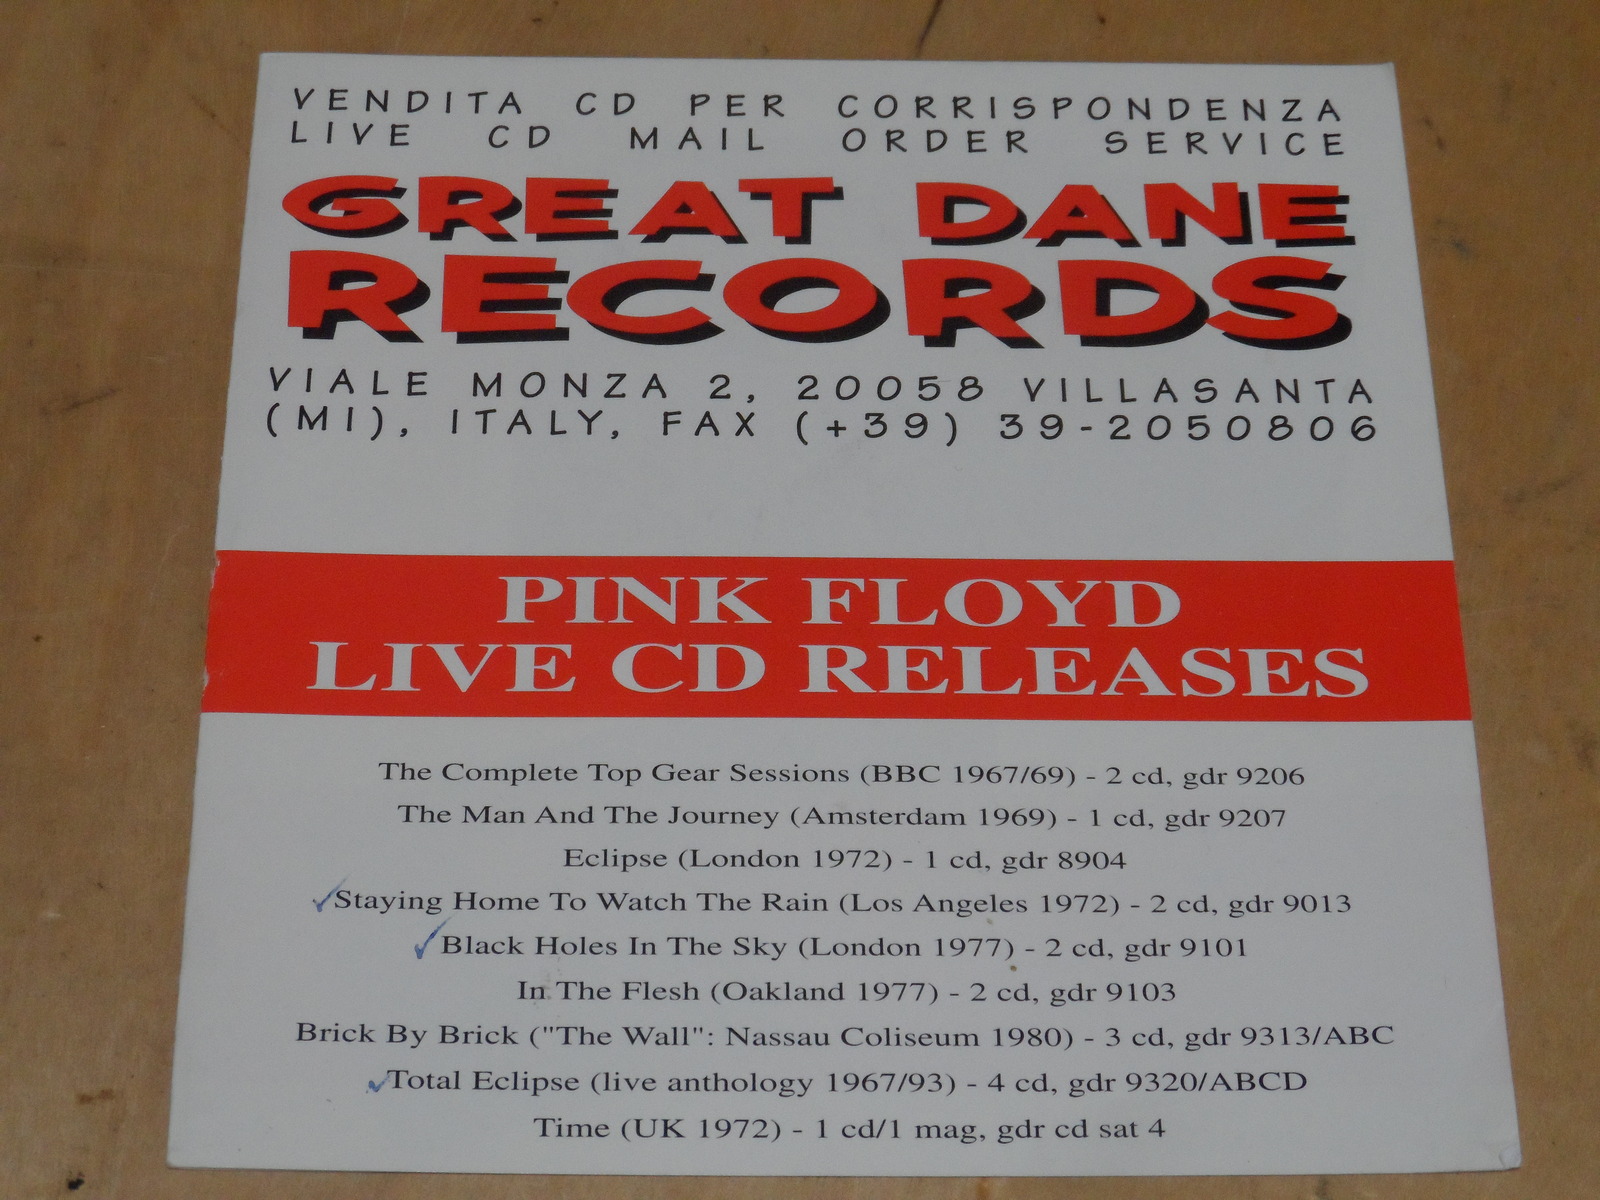 VENDITA CD PER CORRISPONDENZA
LIVE CD MAIL ORDER SERVICE
GREAT DANE
RECORDS
VIALE MONZA 2, 20058 VILLASANTA
(MI), ITALY, FAX (+39) 39-2050806
PINK FLOYD
LIVE CD RELEASES
The Complete Top Gear Sessions (BBC 1967/69) - 2 cd, gdr 9206
The Man And The Journey (Amsterdam 1969) - 1 cd, gdr 9207
Eclipse (London 1972) - 1 cd, gdr 8904
Staying Home To Watch The Rain (Los Angeles 1972) - 2 cd, gdr 9013
Black Holes In The Sky (London 1977) - 2 cd, gdr 9101
In The Flesh (Oakland 1977) - 2 cd, gdr 9103
Brick By Brick ("The Wall": Nassau Coliseum 1980) - 3 cd, gdr 9313/ABC
Total Eclipse (live anthology 1967/93) - 4 cd, gdr 9320/ABCD
Time (UK 1972) - 1 cd/1 mag, gdr cd sat 4